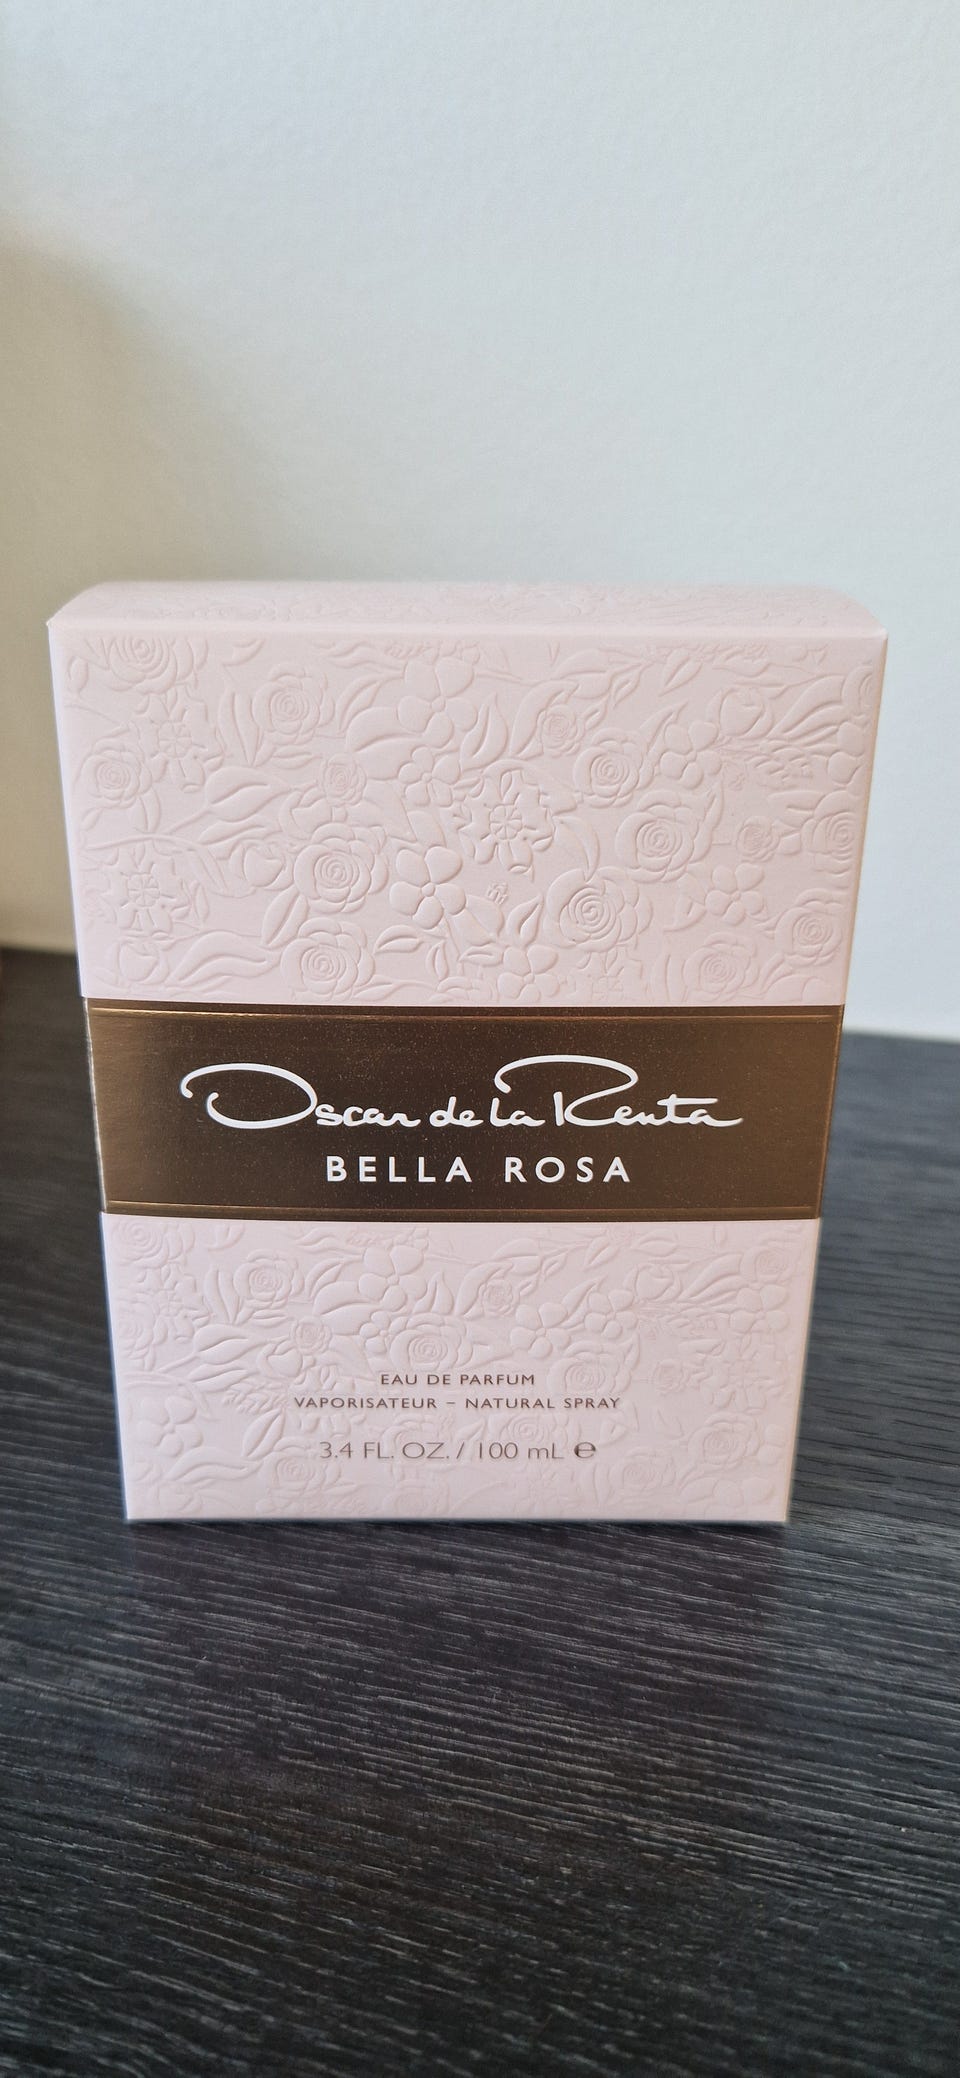 Oscar de la Renta
BELLA ROSA
EAU DE PARFUM
VAPORISATEUR – NATURAL SPRAY
3.4 FL. OZ. / 100 mL ℮